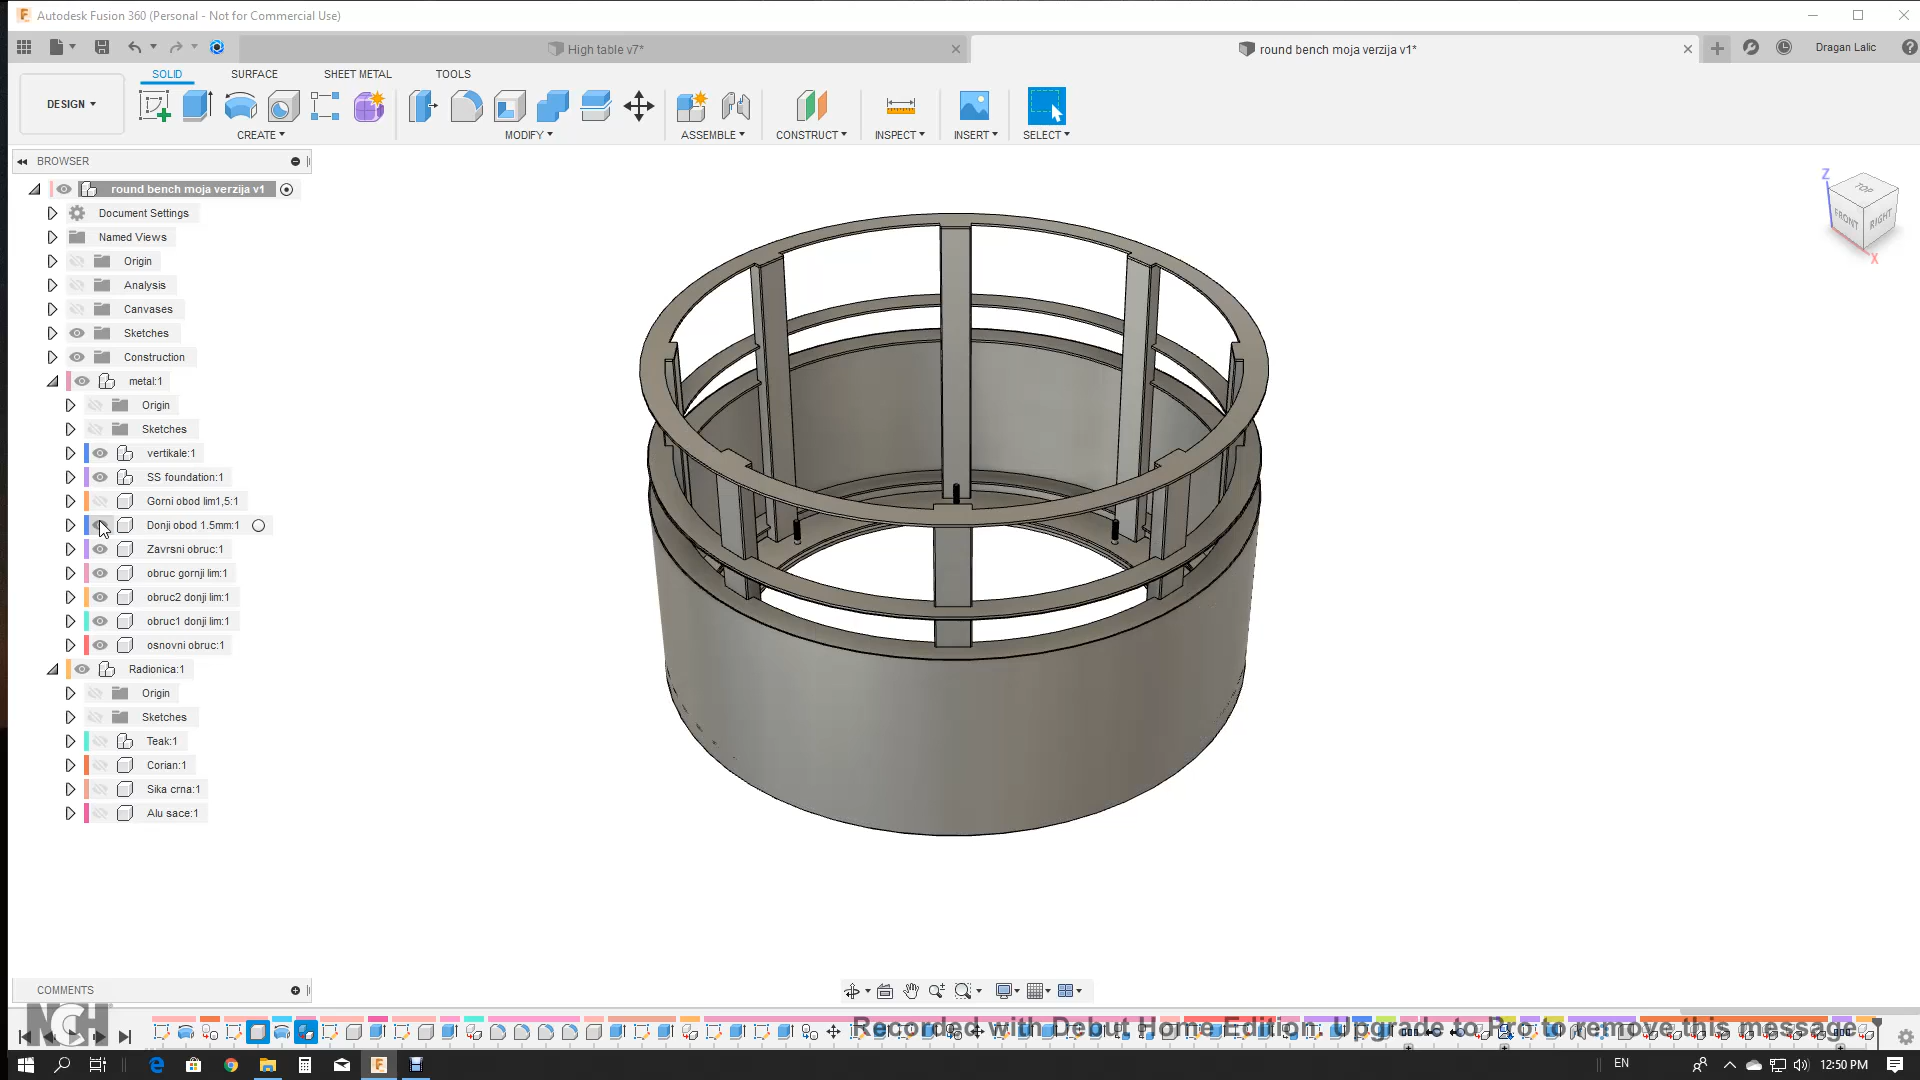 Autodesk Fusion 360 (Personal - Not for Commercial Use)
High table v7*
round bench moja verzija v1*
Dragan Lalic
DESIGN
SOLID
SURFACE
SHEET METAL
TOOLS
CREATE
MODIFY
ASSEMBLE
CONSTRUCT
INSPECT
INSERT
SELECT
BROWSER
round bench moja verzija v1
Document Settings
Named Views
Origin
Analysis
Canvases
Sketches
Construction
metal:1
Origin
Sketches
vertikale:1
SS foundation:1
Gorni obod lim1,5:1
Donji obod 1.5mm:1
Zavrsni obruc:1
obruc gornji lim:1
obruc2 donji lim:1
obruc1 donji lim:1
osnovni obruc:1
Radionica:1
Origin
Sketches
Teak:1
Corian:1
Sika crna:1
Alu sace:1
Z
TOP
FRONT
RIGHT
X
COMMENTS
NCH
Recorded with Debut Home Edition. Upgrade to Pro to remove this message
EN
12:50 PM